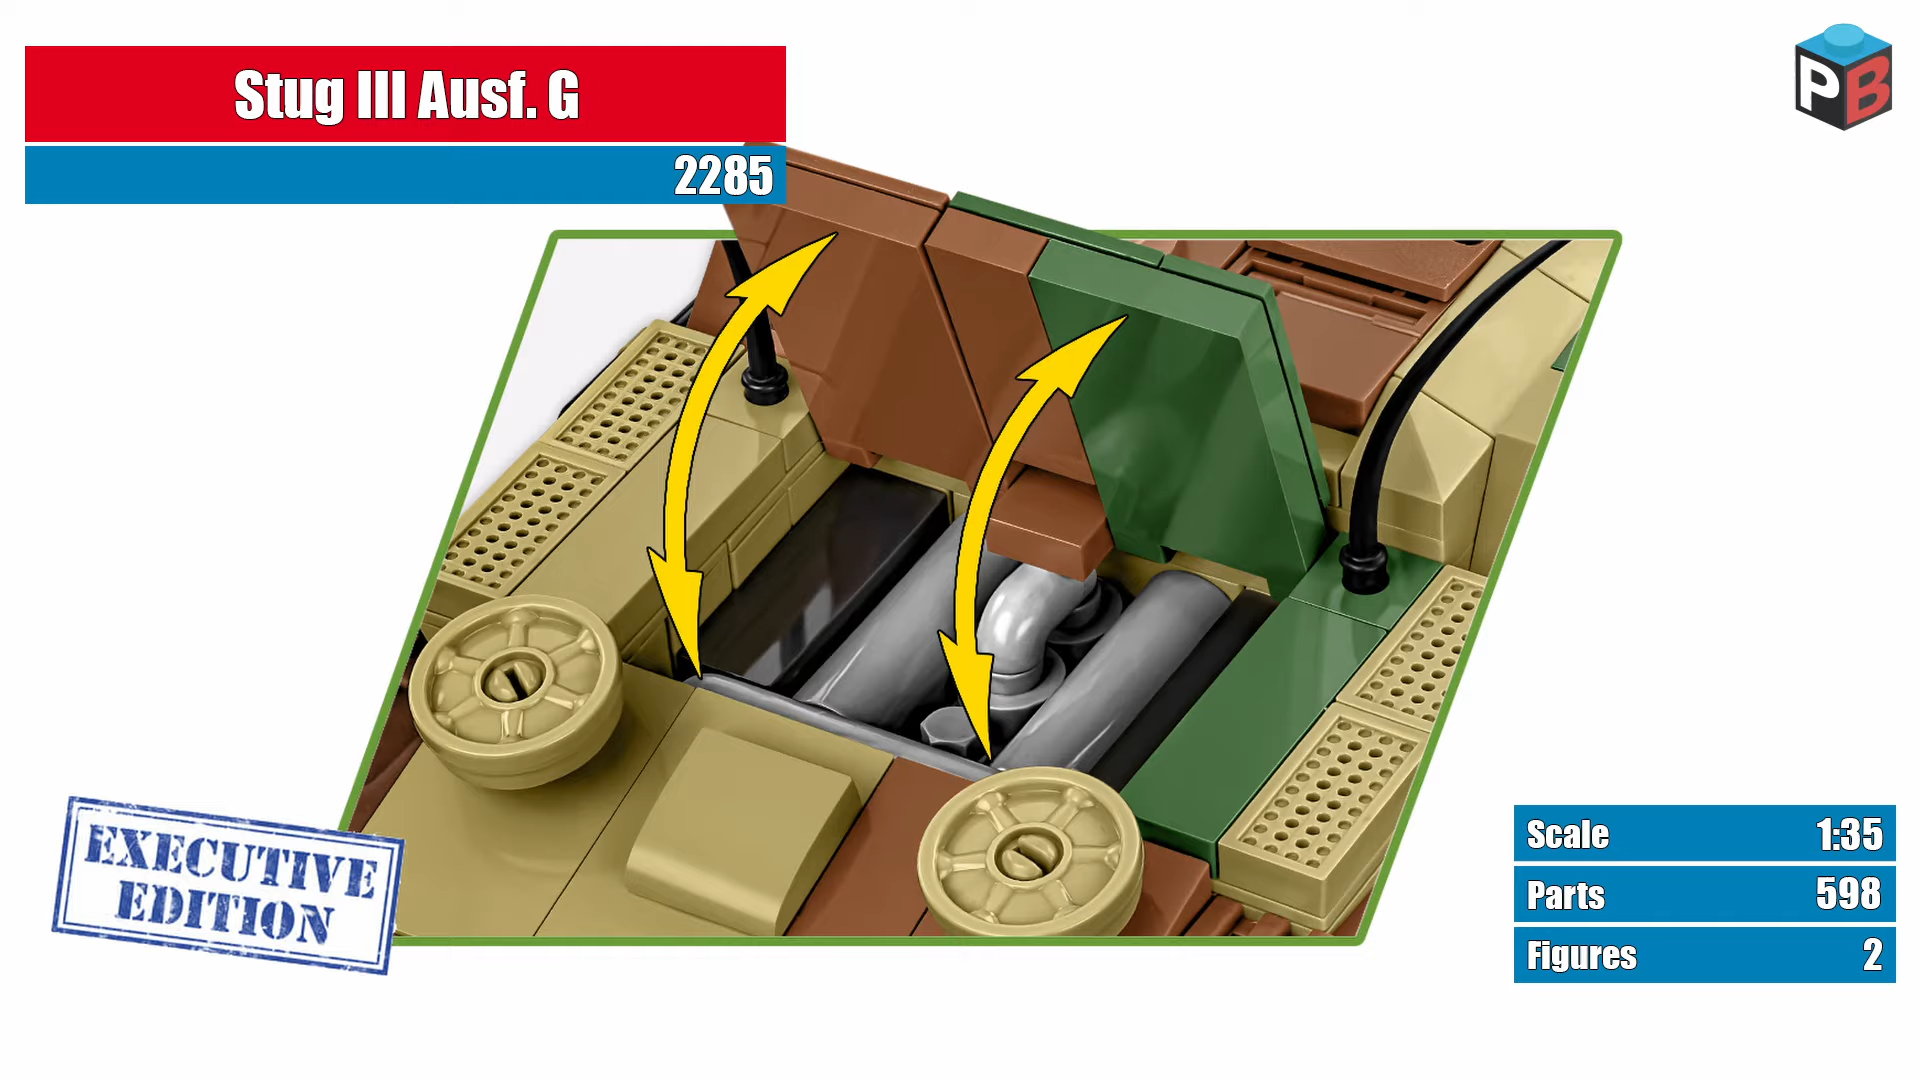 Stug III Ausf. G
2285
PB
EXECUTIVE
EDITION
Scale 1:35
Parts 598
Figures 2